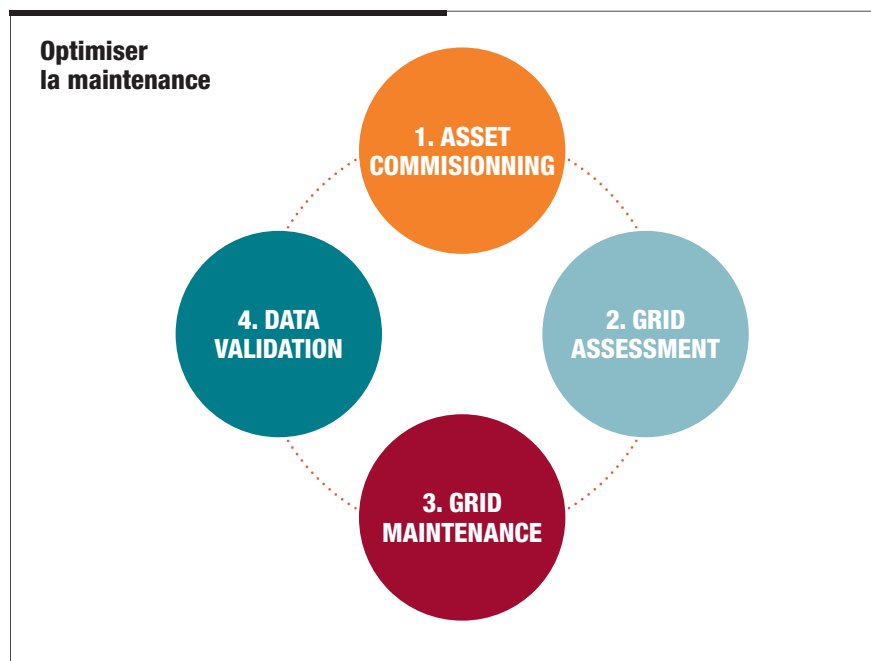 Optimiser
la maintenance
1. ASSET
COMMISIONNING
2. GRID
ASSESSMENT
3. GRID
MAINTENANCE
4. DATA
VALIDATION